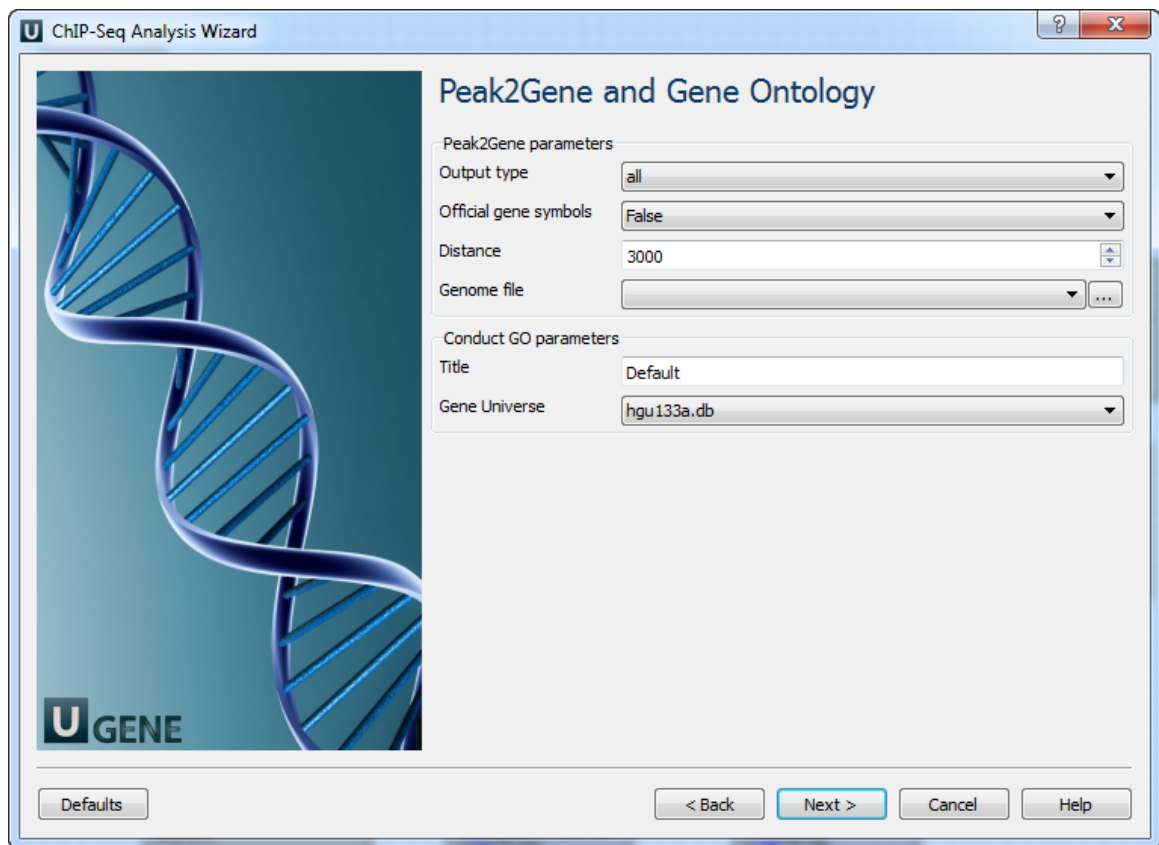 U ChIP-Seq Analysis Wizard
Peak2Gene and Gene Ontology
Peak2Gene parameters
Output type all
Official gene symbols False
Distance 3000
Genome file ...
Conduct GO parameters
Title Default
Gene Universe hgu133a.db
U GENE
Defaults < Back Next > Cancel Help